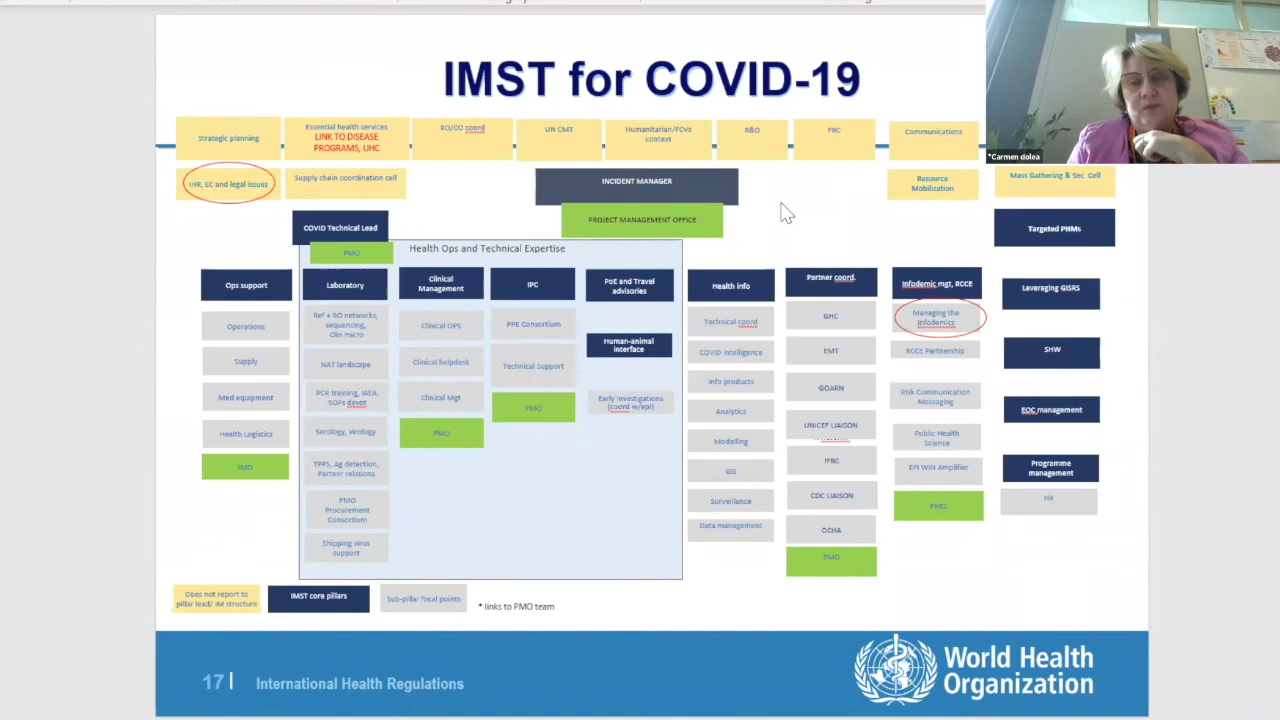 IMST for COVID-19
*Carmen dolea
Strategic planning
Essential health services
LINK TO DISEASE
PROGRAMS, UHC
RO/CO coord
UN CMT
Humanitarian/FCVs
context
R&D
FRC
Communications
IHR, EC and legal issues
Supply chain coordination cell
INCIDENT MANAGER
Resource
Mobilization
Mass Gathering & Sec. Cell
PROJECT MANAGEMENT OFFICE
COVID Technical Lead
PMO
Targeted PHMs
Health Ops and Technical Expertise
Ops support
Operations
Supply
Med equipment
Health Logistics
IMO
Laboratory
Ref + RO networks,
sequencing,
Clin micro
NAT landscape
PCR training, IAEA,
SOPs devpt
Serology, virology
TPPS, Ag detection,
Partner relations
PMO
Procurement
Consortium
Shipping virus
support
Clinical
Management
Clinical OPS
Clinical helpdesk
Clinical Mgt
PMO
IPC
PPE Consortium
Technical Support
PMO
PoE and Travel
advisories
Human-animal
interface
Early Investigations
(coord w/epi)
Health info
Technical coord
COVID Intelligence
Info products
Analytics
Modelling
GIS
Surveillance
Data management
Partner coord.
GHC
EMT
GOARN
UNICEF LIAISON
IFRC
CDC LIAISON
OCHA
PMO
Infodemic mgt, RCCE
Managing the
Infodemics
RCCE Partnership
Risk Communication
Messaging
Public Health
Science
EPI WIN Amplifier
PMO
Leveraging GISRS
SHW
EOC management
Programme
management
HR
Does not report to
pillar lead/ IM structure
IMST core pillars
Sub-pillar focal points
* links to PMO team
17 | International Health Regulations
World Health
Organization